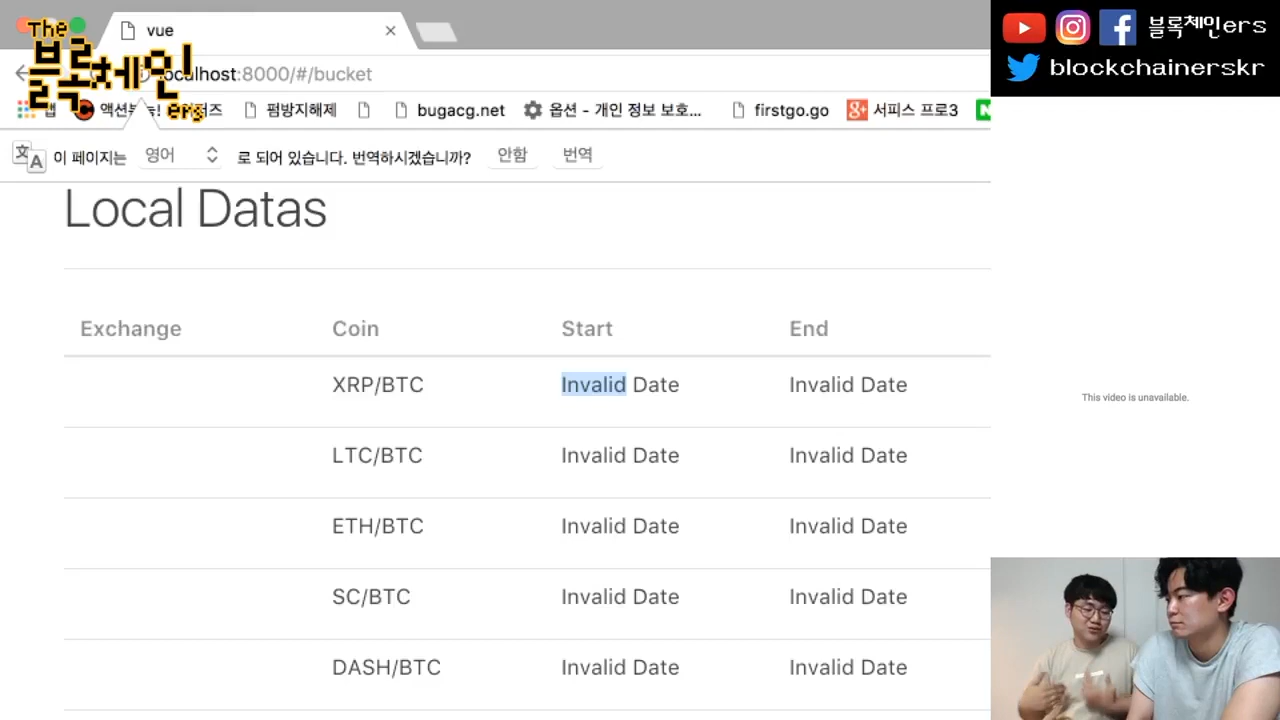 The
블록체인
ers
vue
localhost:8000/#/bucket
펌방지해제
bugacg.net
옵션 - 개인 정보 보호...
firstgo.go
서피스 프로3
이 페이지는
영어
로 되어 있습니다. 번역하시겠습니까?
안함
번역
Local Datas
Exchange Coin Start End
XRP/BTC Invalid Date Invalid Date
LTC/BTC Invalid Date Invalid Date
ETH/BTC Invalid Date Invalid Date
SC/BTC Invalid Date Invalid Date
DASH/BTC Invalid Date Invalid Date
블록체인ers
blockchainerskr
This video is unavailable.